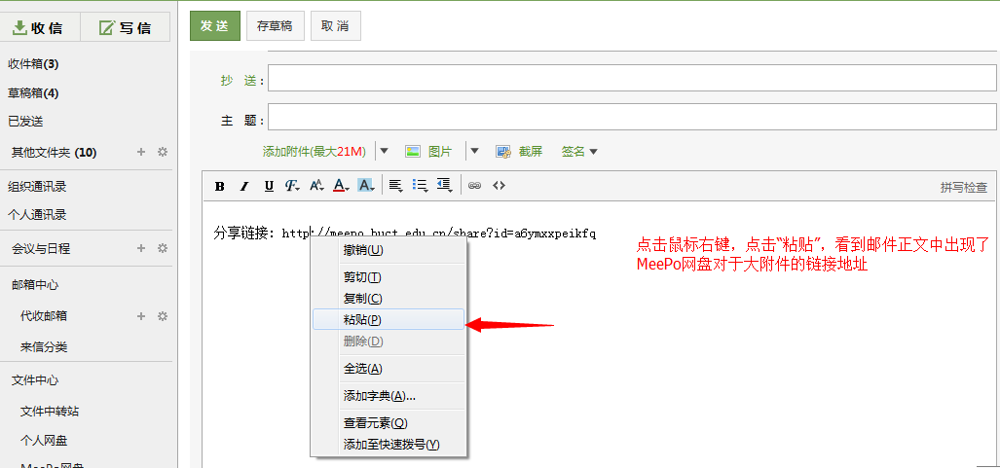 收信
写信
发送
存草稿
取消
收件箱(3)
草稿箱(4)
已发送
其他文件夹 (10)
组织通讯录
个人通讯录
会议与日程
邮箱中心
代收邮箱
来信分类
文件中心
文件中转站
个人网盘
MeePo网盘
抄 送：
主 题：
添加附件(最大21M)
图片
截屏
签名
B I U
拼写检查
分享链接：http://meepo.buct.edu.cn/share?id=a6ymxxpeikfq
点击鼠标右键，点击“粘贴”，看到邮件正文中出现了
MeePo网盘对于大附件的链接地址
撤销(U)
剪切(T)
复制(C)
粘贴(P)
删除(D)
全选(A)
添加字典(A)...
查看元素(Q)
添加至快速拨号(Y)